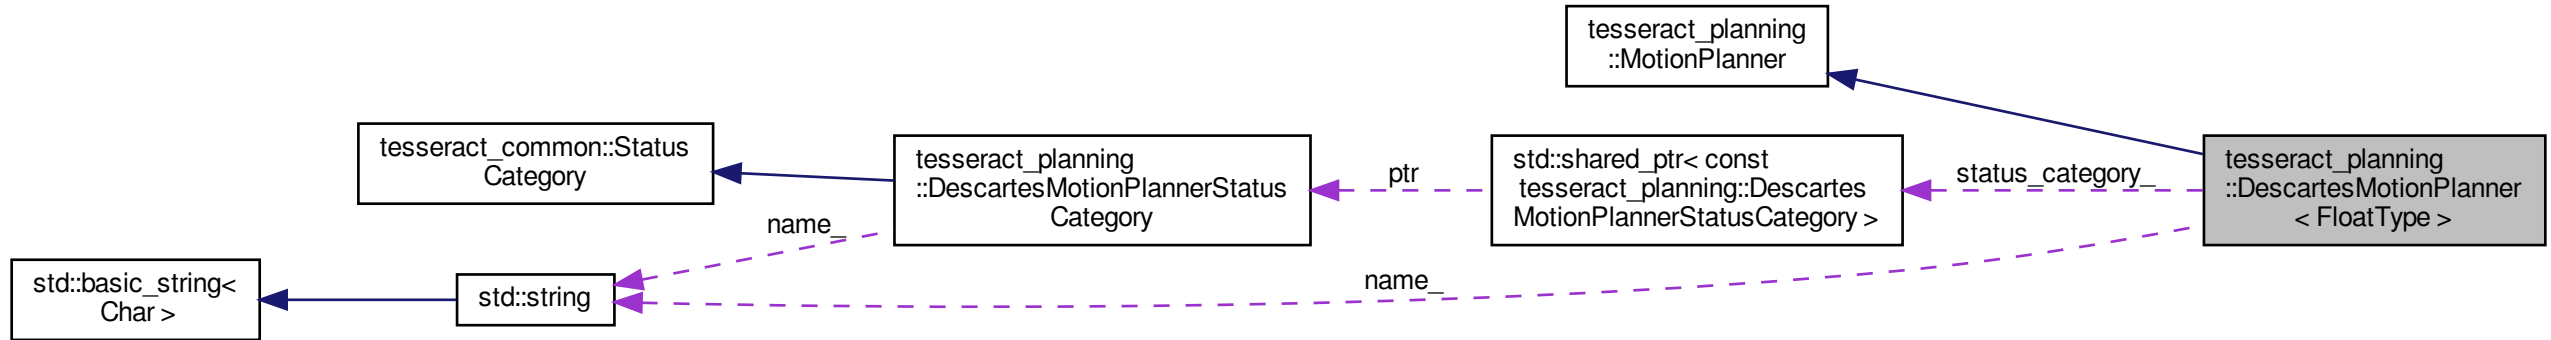 tesseract_planning
::MotionPlanner
tesseract_common::Status
Category
tesseract_planning
::DescartesMotionPlannerStatus
Category
ptr
std::shared_ptr< const
tesseract_planning::Descartes
MotionPlannerStatusCategory >
status_category_
tesseract_planning
::DescartesMotionPlanner
< FloatType >
name_
std::basic_string<
Char >
std::string
name_